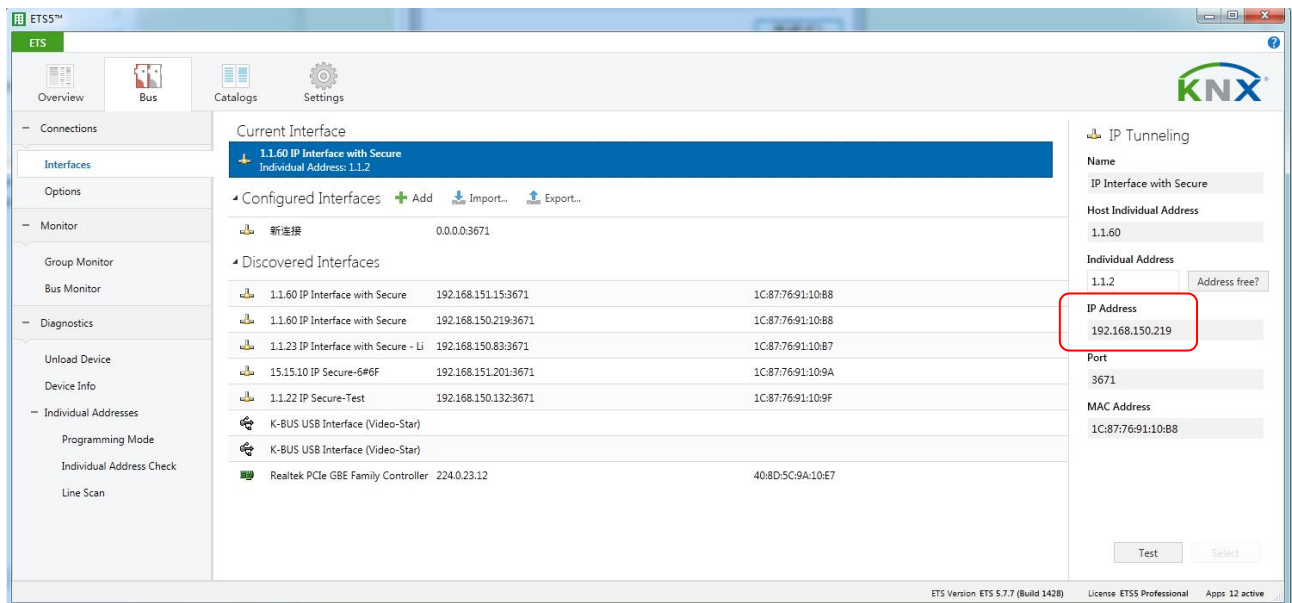 ETS5™
ETS
Overview
Bus
Catalogs
Settings
KNX
Connections
Interfaces
Options
Monitor
Group Monitor
Bus Monitor
Diagnostics
Unload Device
Device Info
Individual Addresses
Programming Mode
Individual Address Check
Line Scan
Current Interface
1.1.60 IP Interface with Secure
Individual Address: 1.1.2
Configured Interfaces Add Import... Export...
新连接 0.0.0.0:3671
Discovered Interfaces
1.1.60 IP Interface with Secure 192.168.151.15:3671 1C:87:76:91:10:B8
1.1.60 IP Interface with Secure 192.168.150.219:3671 1C:87:76:91:10:B8
1.1.23 IP Interface with Secure - Li 192.168.150.83:3671 1C:87:76:91:10:B7
15.15.10 IP Secure-6#6F 192.168.151.201:3671 1C:87:76:91:10:9A
1.1.22 IP Secure-Test 192.168.150.132:3671 1C:87:76:91:10:9F
K-BUS USB Interface (Video-Star)
K-BUS USB Interface (Video-Star)
Realtek PCIe GBE Family Controller 224.0.23.12 40:8D:5C:9A:10:E7
IP Tunneling
Name
IP Interface with Secure
Host Individual Address
1.1.60
Individual Address
1.1.2 Address free?
IP Address
192.168.150.219
Port
3671
MAC Address
1C:87:76:91:10:B8
Test Select
ETS Version ETS 5.7.7 (Build 1428) License ETS5 Professional Apps 12 active